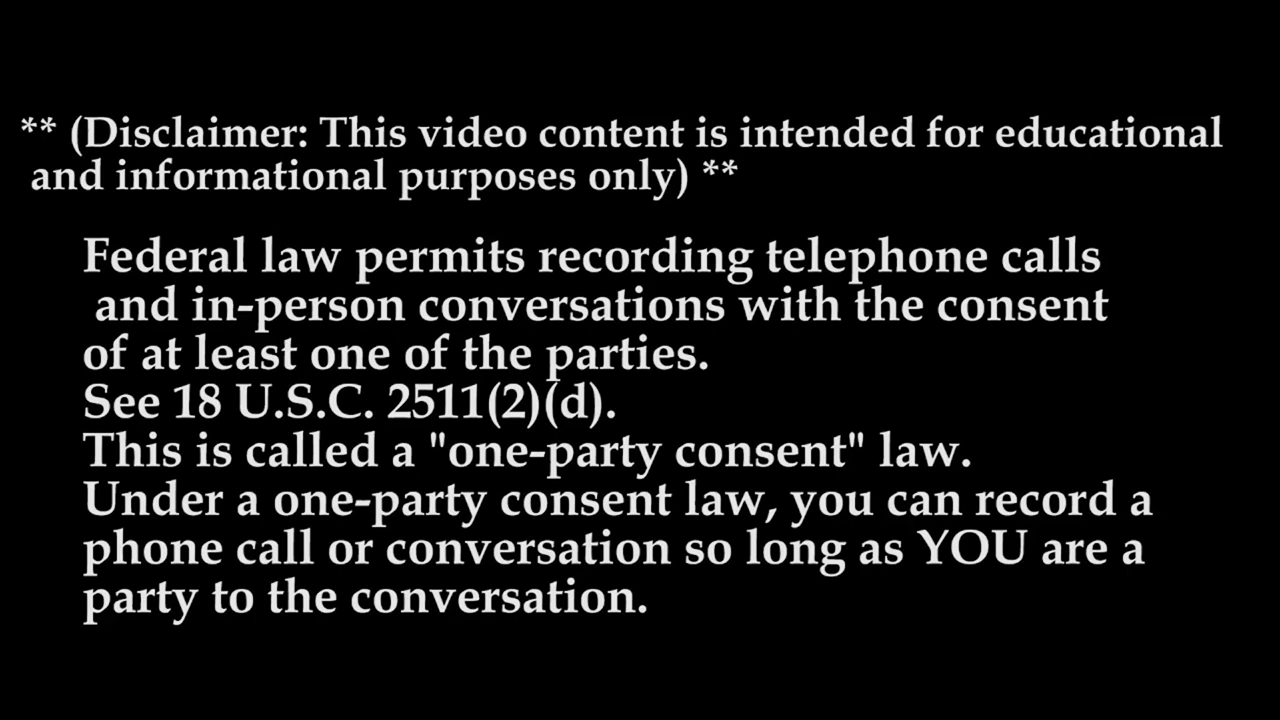 ** (Disclaimer: This video content is intended for educational
and informational purposes only) **
Federal law permits recording telephone calls
and in-person conversations with the consent
of at least one of the parties.
See 18 U.S.C. 2511(2)(d).
This is called a "one-party consent" law.
Under a one-party consent law, you can record a
phone call or conversation so long as YOU are a
party to the conversation.